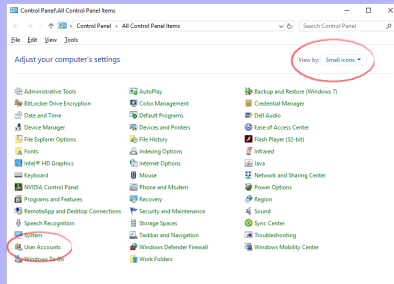 Control Panel\All Control Panel Items
Control Panel > All Control Panel Items
Search Control Panel
File Edit View Tools
Adjust your computer's settings
View by: Small icons
Administrative Tools
AutoPlay
Backup and Restore (Windows 7)
BitLocker Drive Encryption
Color Management
Credential Manager
Date and Time
Default Programs
Dell Audio
Device Manager
Devices and Printers
Ease of Access Center
File Explorer Options
File History
Flash Player (32-bit)
Fonts
Indexing Options
Infrared
Intel® HD Graphics
Internet Options
Java
Keyboard
Mouse
Network and Sharing Center
NVIDIA Control Panel
Phone and Modem
Power Options
Programs and Features
Recovery
Region
RemoteApp and Desktop Connections
Security and Maintenance
Sound
Speech Recognition
Storage Spaces
Sync Center
System
Taskbar and Navigation
Troubleshooting
User Accounts
Windows Defender Firewall
Windows Mobility Center
Windows To Go
Work Folders